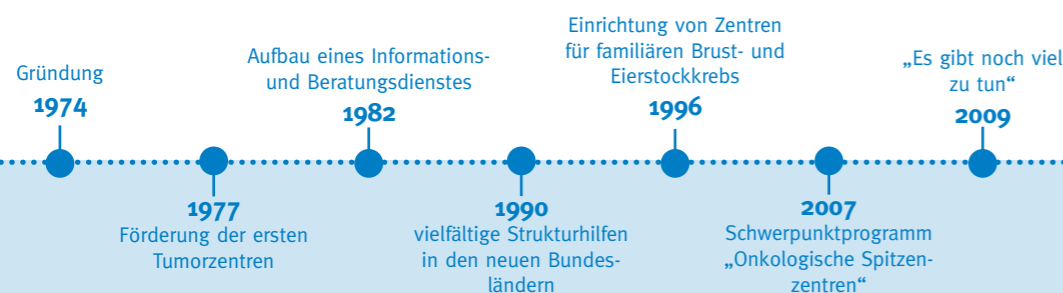 Gründung
1974
1977
Förderung der ersten
Tumorzentren
Aufbau eines Informations-
und Beratungsdienstes
1982
1990
vielfältige Strukturhilfen
in den neuen Bundes-
ländern
Einrichtung von Zentren
für familiären Brust- und
Eierstockkrebs
1996
2007
Schwerpunktprogramm
„Onkologische Spitzen-
zentren“
„Es gibt noch viel
zu tun“
2009